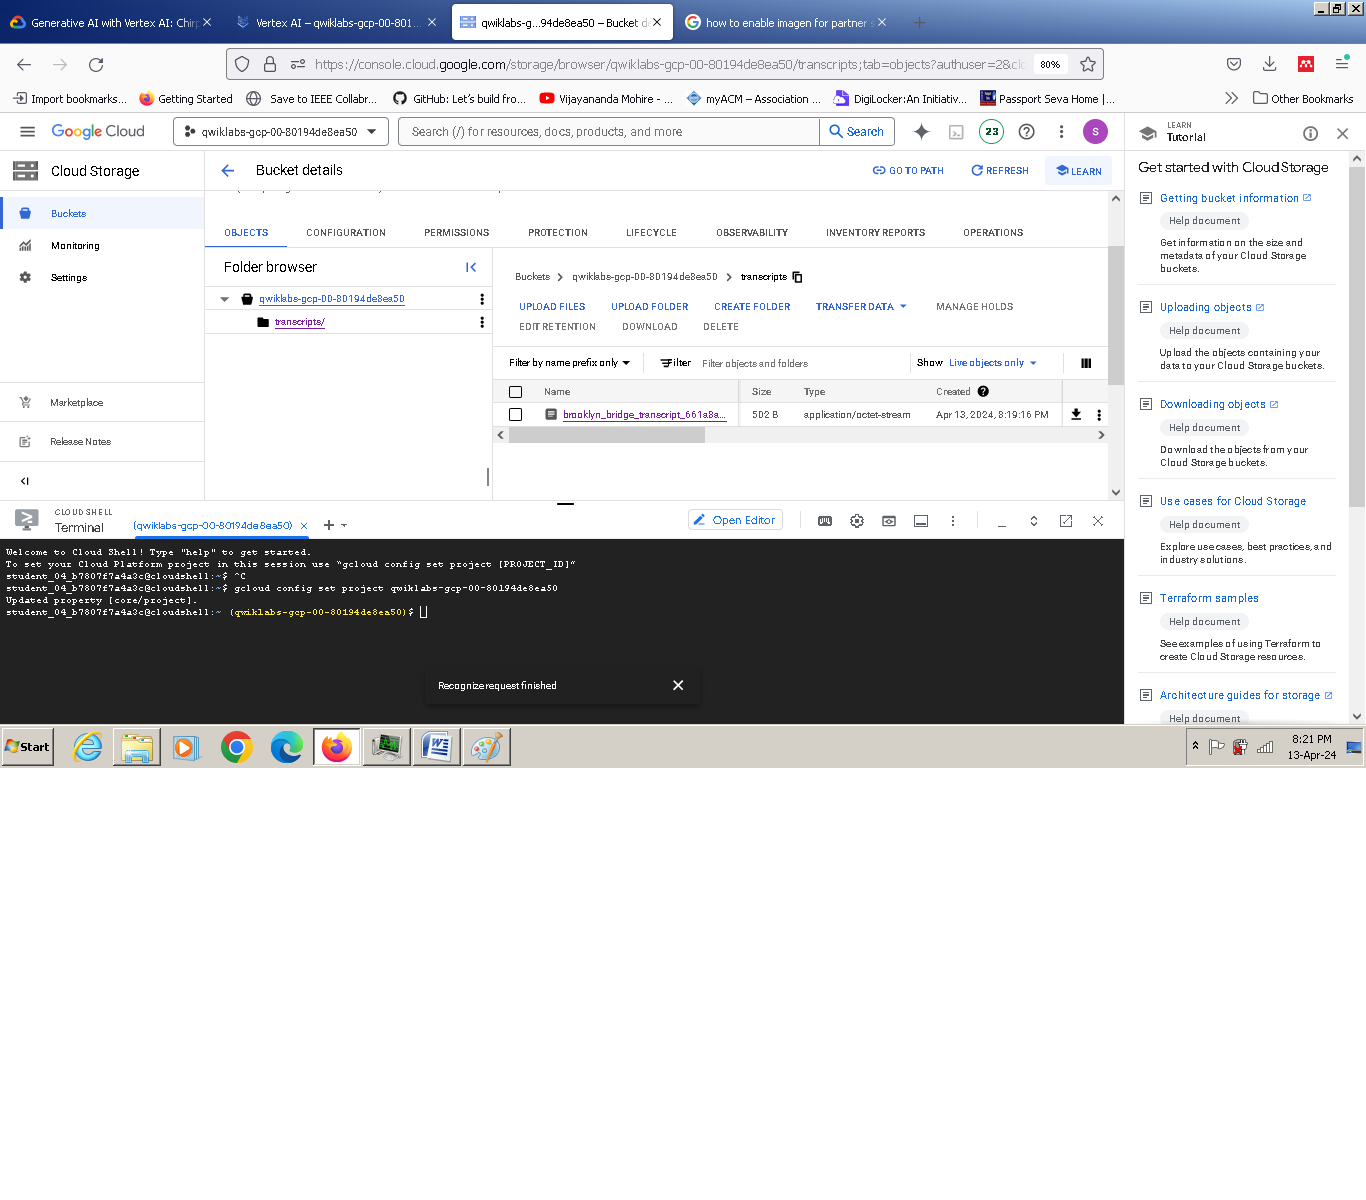 Generative AI with Vertex AI: Chirp
Vertex AI – qwiklabs-gcp-00-801...
qwiklabs-g...94de8ea50 – Bucket de
how to enable imagen for partner s
https://console.cloud.google.com/storage/browser/qwiklabs-gcp-00-80194de8ea50/transcripts;tab=objects?authuser=2&clo
80%
Import bookmarks...
Getting Started
Save to IEEE Collabr...
GitHub: Let's build fro...
Vijayananda Mohire - ...
myACM – Association ...
DigiLocker:An Initiativ...
Passport Seva Home |...
Other Bookmarks
Google Cloud
qwiklabs-gcp-00-80194de8ea50
Search (/) for resources, docs, products, and more
Search
23
S
LEARN
Tutorial
Cloud Storage
Bucket details
GO TO PATH
REFRESH
LEARN
Get started with Cloud Storage
Buckets
Monitoring
Settings
Marketplace
Release Notes
OBJECTS
CONFIGURATION
PERMISSIONS
PROTECTION
LIFECYCLE
OBSERVABILITY
INVENTORY REPORTS
OPERATIONS
Folder browser
qwiklabs-gcp-00-80194de8ea50
transcripts/
Buckets > qwiklabs-gcp-00-80194de8ea50 > transcripts
UPLOAD FILES
UPLOAD FOLDER
CREATE FOLDER
TRANSFER DATA
MANAGE HOLDS
EDIT RETENTION
DOWNLOAD
DELETE
Filter by name prefix only
Filter
Filter objects and folders
Show Live objects only
Name
Size
Type
Created
brooklyn_bridge_transcript_661a8a...
502 B
application/octet-stream
Apr 13, 2024, 8:19:16 PM
Getting bucket information
Help document
Get information on the size and
metadata of your Cloud Storage
buckets.
Uploading objects
Help document
Upload the objects containing your
data to your Cloud Storage buckets.
Downloading objects
Help document
Download the objects from your
Cloud Storage buckets.
Use cases for Cloud Storage
Help document
Explore use cases, best practices, and
industry solutions.
Terraform samples
Help document
See examples of using Terraform to
create Cloud Storage resources.
Architecture guides for storage
Help document
CLOUD SHELL
Terminal
(qwiklabs-gcp-00-80194de8ea50)
Open Editor
Welcome to Cloud Shell! Type "help" to get started.
To set your Cloud Platform project in this session use “gcloud config set project [PROJECT_ID]”
student_04_b7807f7a4a3c@cloudshell:~$ ^C
student_04_b7807f7a4a3c@cloudshell:~$ gcloud config set project qwiklabs-gcp-00-80194de8ea50
Updated property [core/project].
student_04_b7807f7a4a3c@cloudshell:~ (qwiklabs-gcp-00-80194de8ea50)$
Recognize request finished
Start
8:21 PM
13-Apr-24